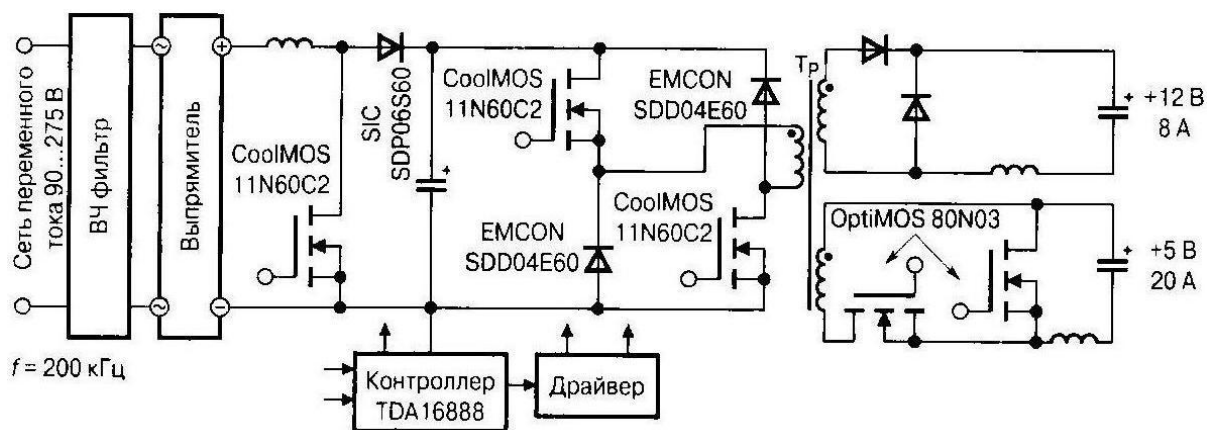 Сеть переменного
тока 90...275 В
ВЧ фильтр
Выпрямитель
f = 200 кГц
CoolMOS
11N60C2
SIC
SDP06S60
CoolMOS
11N60C2
EMCON
SDD04E60
EMCON
SDD04E60
CoolMOS
11N60C2
Контроллер
TDA16888
Драйвер
Тр
+12 В
8 А
OptiMOS 80N03
+5 В
20 А